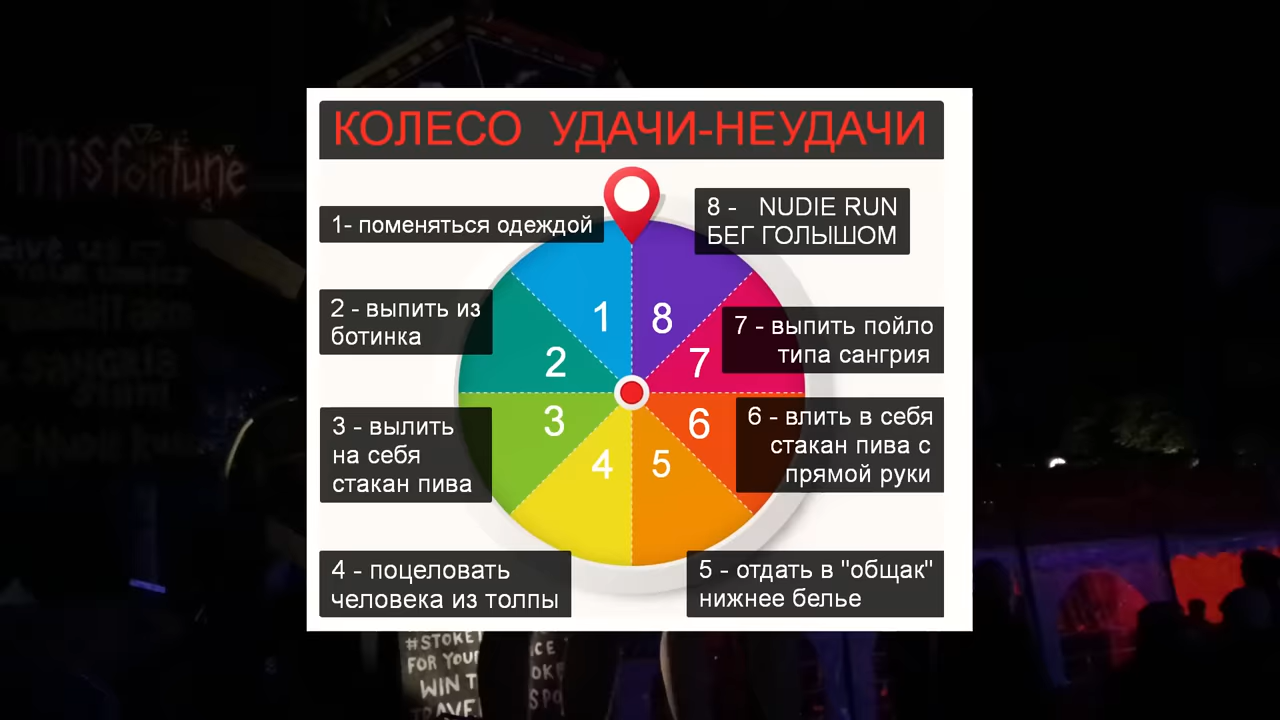 misfortune
КОЛЕСО УДАЧИ-НЕУДАЧИ
1- поменяться одеждой
8 - NUDIE RUN
БЕГ ГОЛЫШОМ
2 - выпить из
ботинка
7 - выпить пойло
типа сангрия
1
8
2
7
3
6
4
5
3 - вылить
на себя
стакан пива
6 - влить в себя
стакан пива с
прямой руки
4 - поцеловать
человека из толпы
5 - отдать в "общак"
нижнее белье
#STOKE
FOR YOUR
WIN T